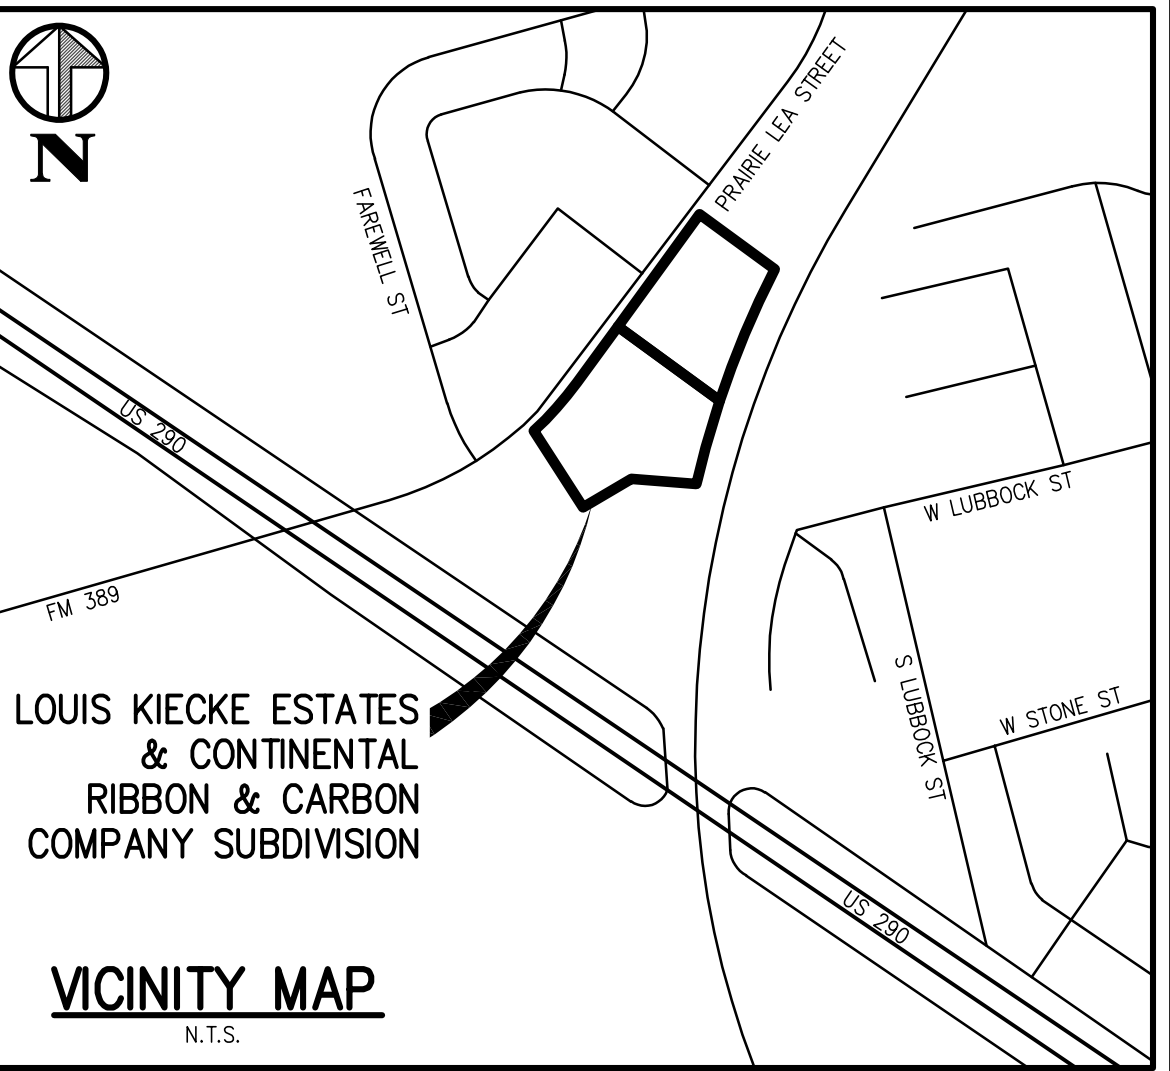 N
PRAIRIE LEA STREET
FAREWELL ST
US 290
W LUBBOCK ST
FM 389
S LUBBOCK ST
W STONE ST
LOUIS KIECKE ESTATES
& CONTINENTAL
RIBBON & CARBON
COMPANY SUBDIVISION
US 290
VICINITY MAP
N.T.S.